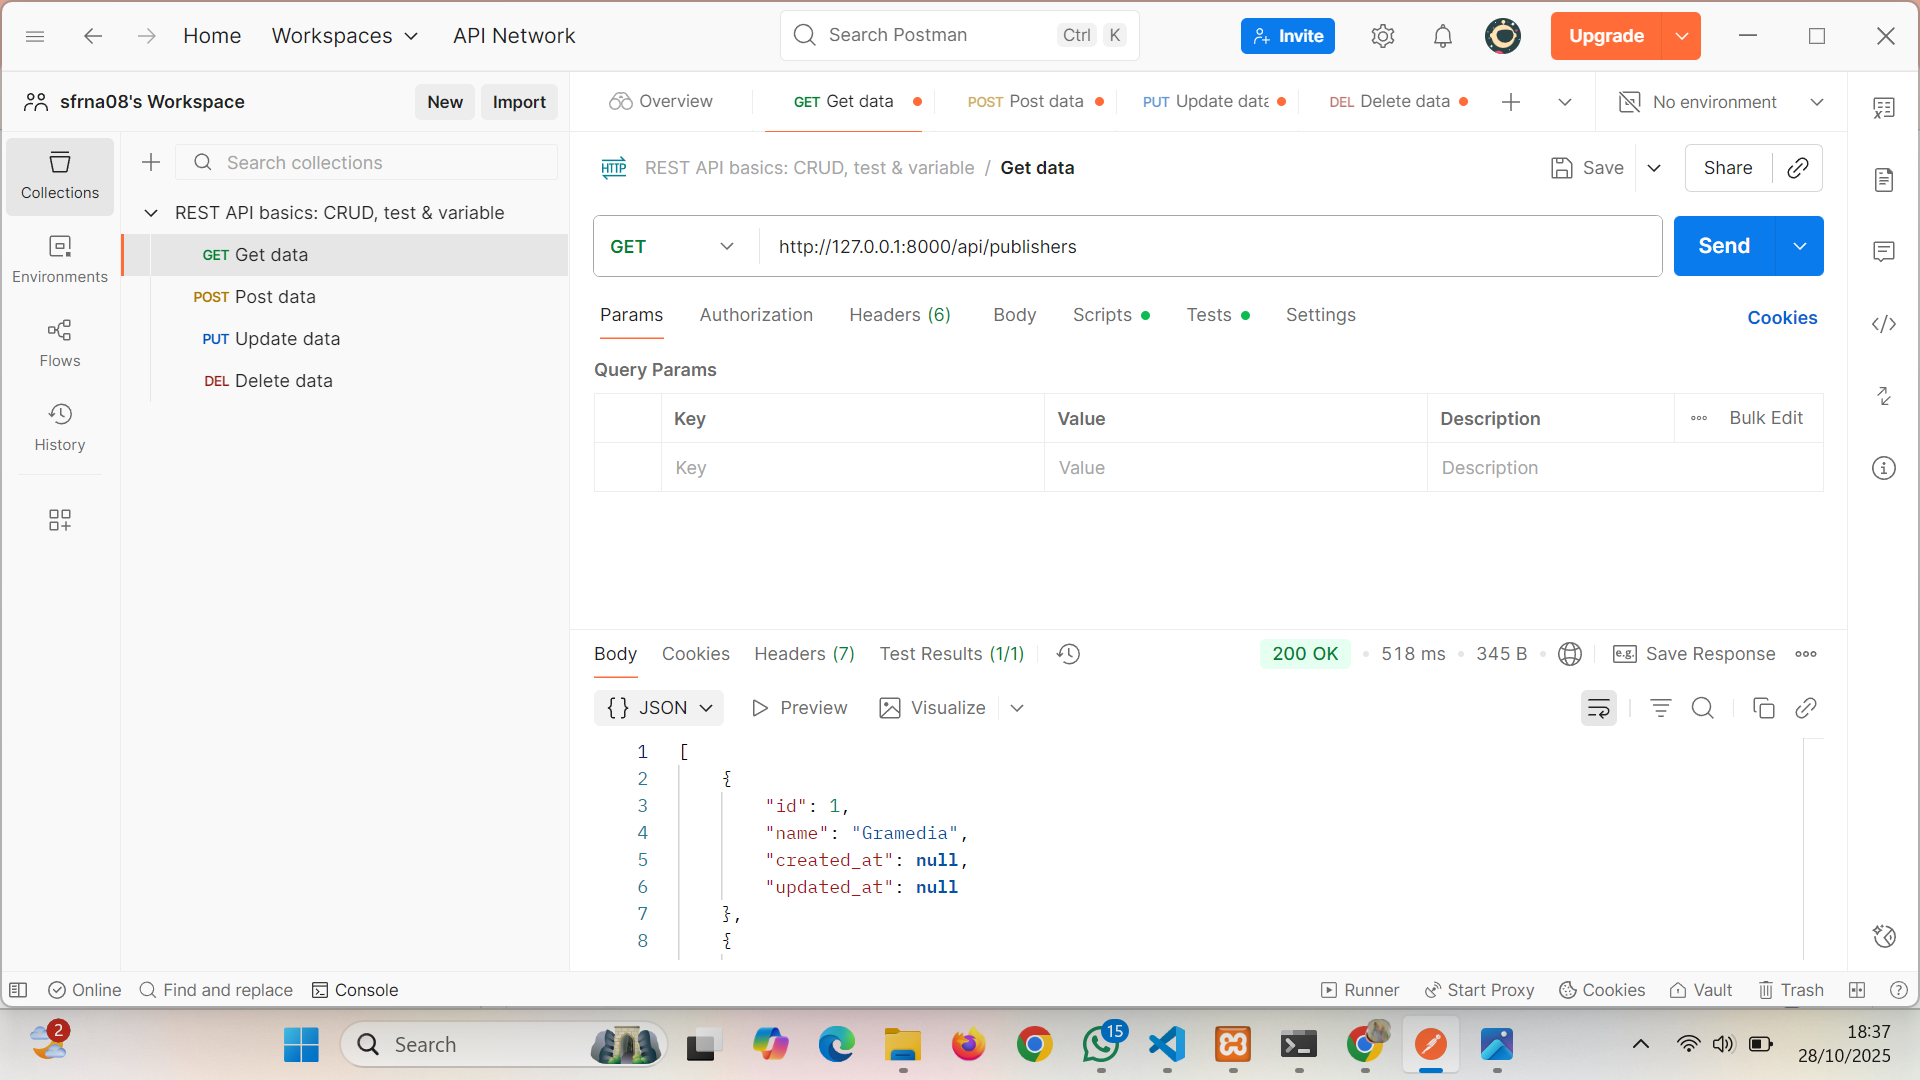 Home Workspaces API Network Search Postman Ctrl K Invite Upgrade
sfrna08's Workspace New Import Overview GET Get data POST Post data PUT Update data DEL Delete data No environment
Search collections
Collections
Environments
Flows
History
REST API basics: CRUD, test & variable
GET Get data
POST Post data
PUT Update data
DEL Delete data
HTTP REST API basics: CRUD, test & variable / Get data Save Share
GET http://127.0.0.1:8000/api/publishers Send
Params Authorization Headers (6) Body Scripts Tests Settings Cookies
Query Params
Key Value Description Bulk Edit
Key Value Description
Body Cookies Headers (7) Test Results (1/1) 200 OK 518 ms 345 B e.g. Save Response
{} JSON Preview Visualize
1 [
2 {
3 "id": 1,
4 "name": "Gramedia",
5 "created_at": null,
6 "updated_at": null
7 },
8 {
Online Find and replace Console Runner Start Proxy Cookies Vault Trash
2 Search 15 18:37
28/10/2025